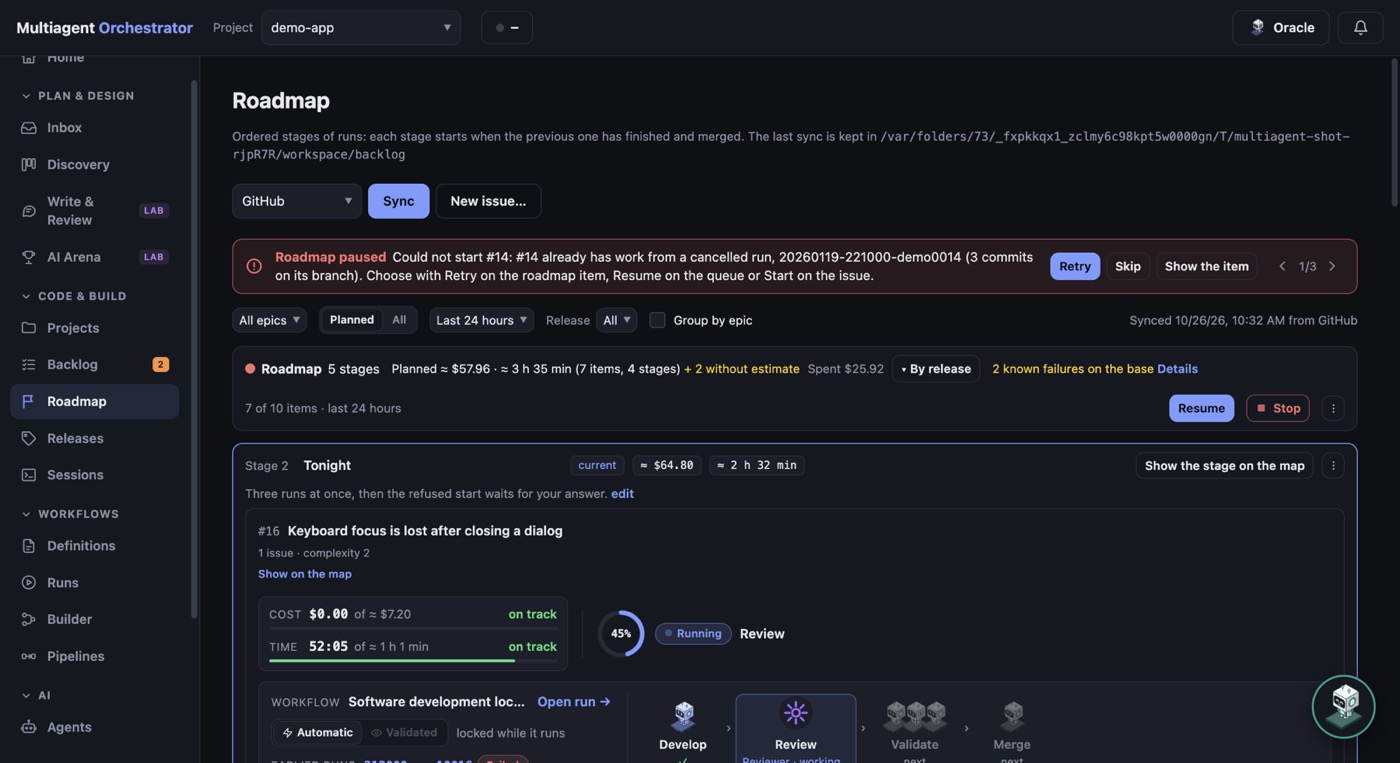 Multiagent Orchestrator
Project
demo-app
–
Oracle
Home
PLAN & DESIGN
Inbox
Discovery
Write &
Review
LAB
AI Arena
LAB
CODE & BUILD
Projects
Backlog
2
Roadmap
Releases
Sessions
WORKFLOWS
Definitions
Runs
Builder
Pipelines
AI
Agents
Roadmap
Ordered stages of runs: each stage starts when the previous one has finished and merged. The last sync is kept in /var/folders/73/_fxpkkqx1_zclmy6c98kpt5w0000gn/T/multiagent-shot-
rjpR7R/workspace/backlog
GitHub
Sync
New issue...
Roadmap paused Could not start #14: #14 already has work from a cancelled run, 20260119-221000-demo0014 (3 commits
on its branch). Choose with Retry on the roadmap item, Resume on the queue or Start on the issue.
Retry
Skip
Show the item
1/3
All epics
Planned
All
Last 24 hours
Release
All
Group by epic
Synced 10/26/26, 10:32 AM from GitHub
Roadmap 5 stages Planned ≈ $57.96 · ≈ 3 h 35 min (7 items, 4 stages) + 2 without estimate Spent $25.92
By release
2 known failures on the base Details
7 of 10 items · last 24 hours
Resume
Stop
Stage 2 Tonight
current
≈ $64.80
≈ 2 h 32 min
Show the stage on the map
Three runs at once, then the refused start waits for your answer. edit
#16 Keyboard focus is lost after closing a dialog
1 issue · complexity 2
Show on the map
COST $0.00 of ≈ $7.20 on track
TIME 52:05 of ≈ 1 h 1 min on track
45%
Running
Review
WORKFLOW Software development loc... Open run →
Automatic
Validated
locked while it runs
Develop
Review
Reviewer · working
Validate
next
Merge
next